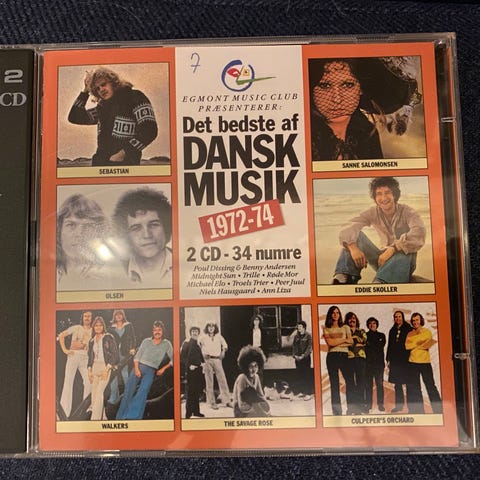 2
CD
7
EGMONT MUSIC CLUB
PRÆSENTERER:
Det bedste af
DANSK
MUSIK
1972-74
2 CD - 34 numre
Poul Dissing & Benny Andersen
Midnight Sun • Trille • Røde Mor
Michael Elo • Troels Trier • Peer Juul
Niels Hausgaard • Ann Liza
SEBASTIAN
SANNE SALOMONSEN
OLSEN
EDDIE SKOLLER
WALKERS
THE SAVAGE ROSE
CULPEPER'S ORCHARD